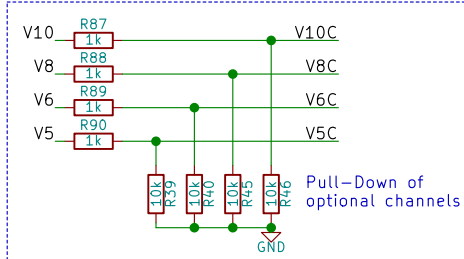 R87
V10 1k V10C
R88
V8 1k V8C
R89
V6 1k V6C
R90
V5 1k V5C
10k R39 10k R40 10k R45 10k R46
Pull-Down of
optional channels
GND